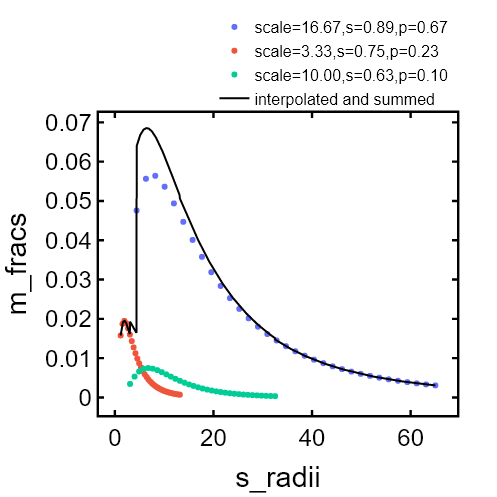 scale=16.67,s=0.89,p=0.67
scale=3.33,s=0.75,p=0.23
scale=10.00,s=0.63,p=0.10
interpolated and summed
0.07
0.06
0.05
0.04
0.03
0.02
0.01
0
m_fracs
0 20 40 60
s_radii